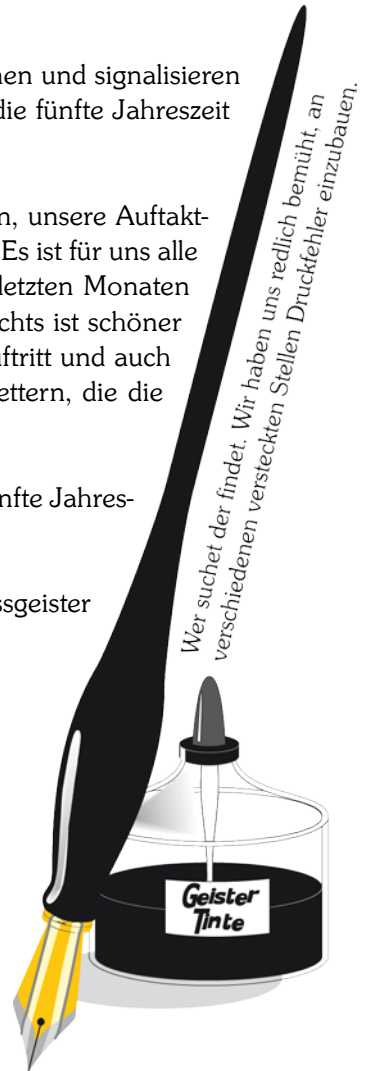 nen und signalisieren
die fünfte Jahreszeit
n, unsere Auftakt-
Es ist für uns alle
letzten Monaten
chts ist schöner
ftritt und auch
ettern, die die
nfte Jahres-
ssgeister
Wer suchet der findet. Wir haben uns redlich bemüht, an
verschiedenen versteckten Stellen Druckfehler einzubauen.
Geister
Tinte